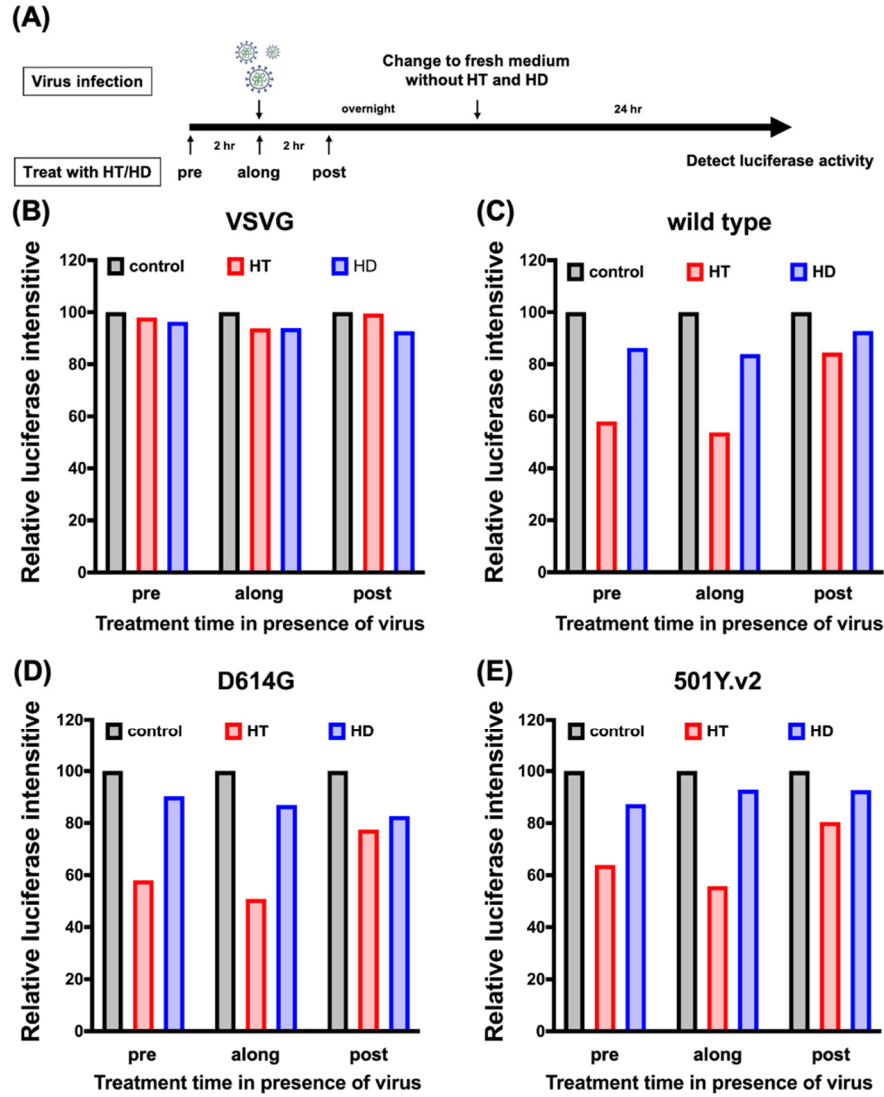 (A)
Virus infection
Change to fresh medium
without HT and HD
overnight
24 hr
2 hr
2 hr
Treat with HT/HD
pre
along
post
Detect luciferase activity
(B)
VSVG
Relative luciferase intensitive
120
100
80
60
40
20
0
control
HT
HD
pre
along
post
Treatment time in presence of virus
(C)
wild type
Relative luciferase intensitive
120
100
80
60
40
20
0
control
HT
HD
pre
along
post
Treatment time in presence of virus
(D)
D614G
Relative luciferase intensitive
120
100
80
60
40
20
0
control
HT
HD
pre
along
post
Treatment time in presence of virus
(E)
501Y.v2
Relative luciferase intensitive
120
100
80
60
40
20
0
control
HT
HD
pre
along
post
Treatment time in presence of virus